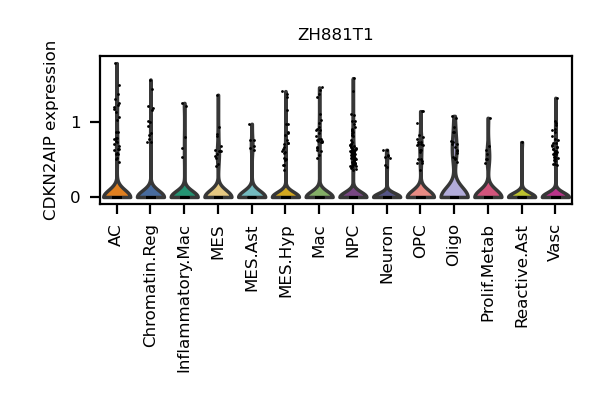 ZH881T1
CDKN2AIP expression
1
0
AC
Chromatin.Reg
Inflammatory.Mac
MES
MES.Ast
MES.Hyp
Mac
NPC
Neuron
OPC
Oligo
Prolif.Metab
Reactive.Ast
Vasc